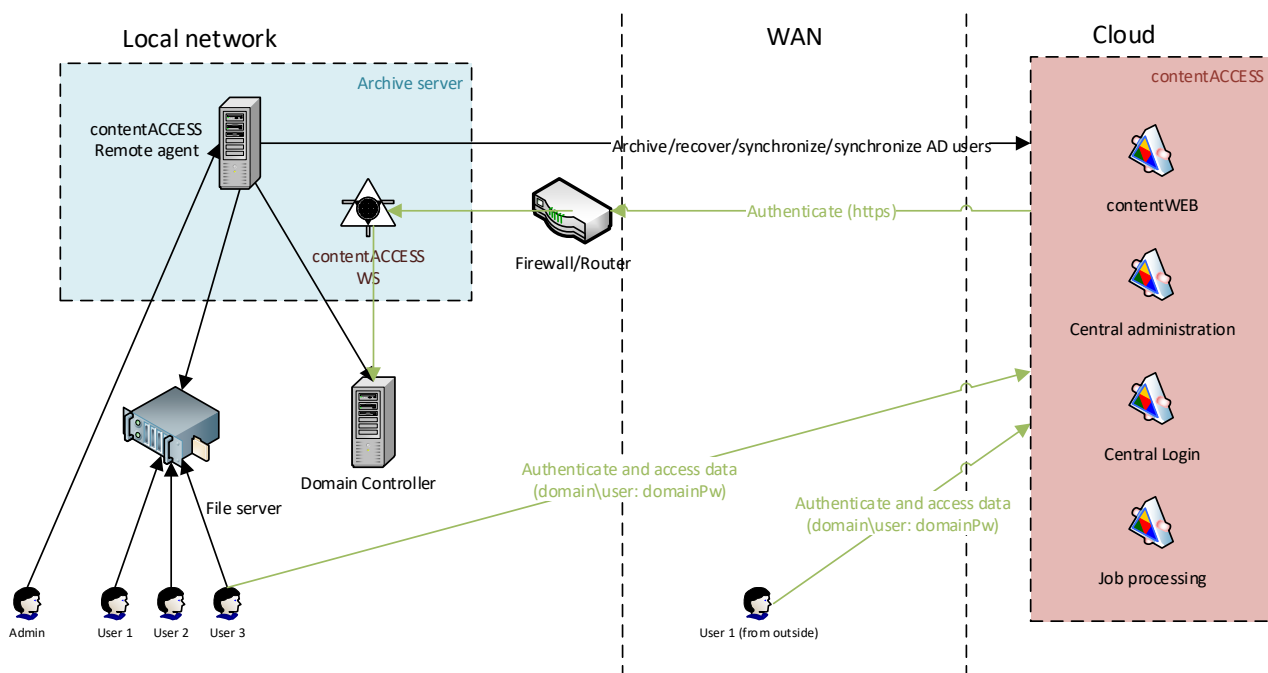 Local network
WAN
Cloud
Archive server
contentACCESS
contentACCESS
Remote agent
Archive/recover/synchronize/synchronize AD users
contentWEB
Authenticate (https)
contentACCESS
WS
Firewall/Router
Central administration
Central Login
Domain Controller
Authenticate and access data
(domain\user: domainPw)
File server
Authenticate and access data
(domain\user: domainPw)
Job processing
Admin
User 1
User 2
User 3
User 1 (from outside)